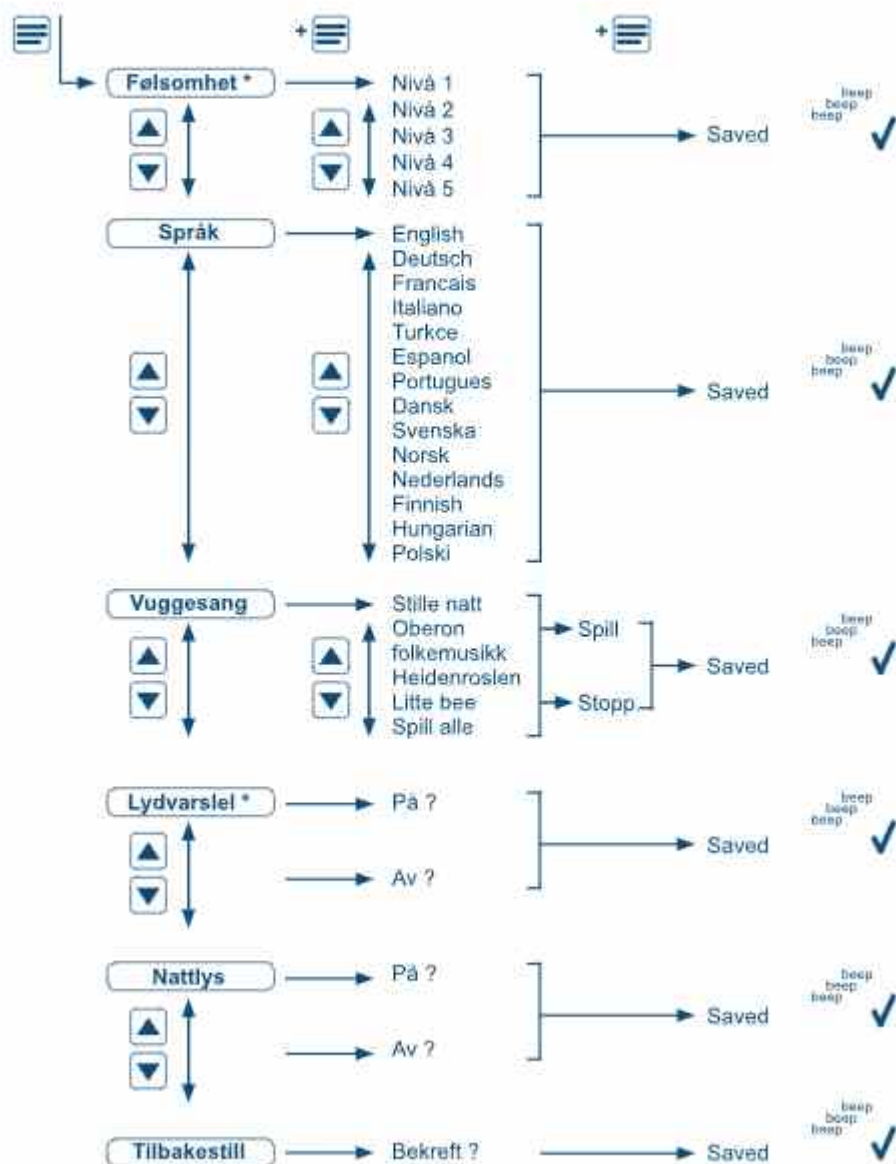 +
+
Følsomhet *
Nivå 1
Nivå 2
Nivå 3
Nivå 4
Nivå 5
Saved
beep
beep
beep
Språk
English
Deutsch
Francais
Italiano
Turkce
Espanol
Portugues
Dansk
Svenska
Norsk
Nederlands
Finnish
Hungarian
Polski
Saved
beep
beep
beep
Vuggesang
Stille natt
Oberon
folkemusikk
Heidenroslen
Litte bee
Spill alle
Spill
Stopp
Saved
beep
beep
beep
Lydvarslel *
På ?
Av ?
Saved
beep
beep
beep
Nattlys
På ?
Av ?
Saved
beep
beep
beep
Tilbakestill
Bekreft ?
Saved
beep
beep
beep